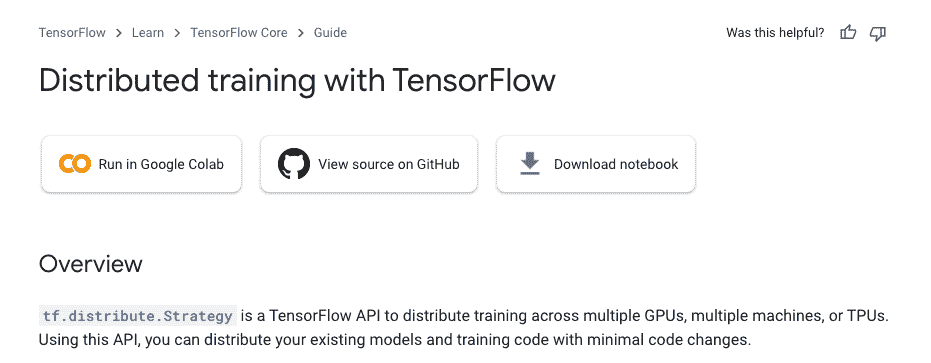 TensorFlow > Learn > TensorFlow Core > Guide
Was this helpful?
Distributed training with TensorFlow
Run in Google Colab
View source on GitHub
Download notebook
Overview
tf.distribute.Strategy is a TensorFlow API to distribute training across multiple GPUs, multiple machines, or TPUs.
Using this API, you can distribute your existing models and training code with minimal code changes.